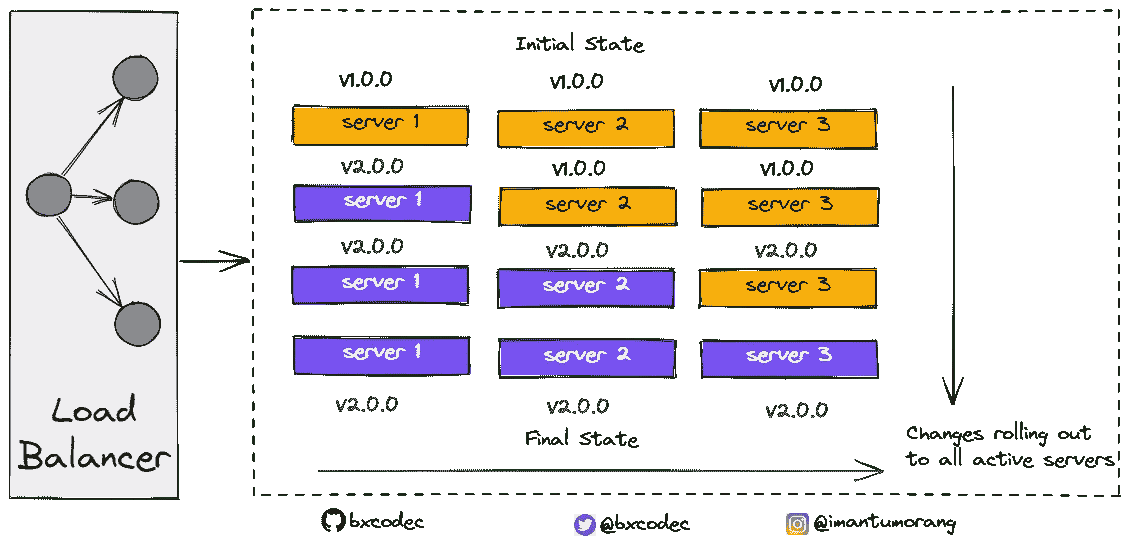 Initial State
v1.0.0 v1.0.0 v1.0.0
server 1 server 2 server 3
v2.0.0 v1.0.0 v1.0.0
server 1 server 2 server 3
v2.0.0 v2.0.0 v2.0.0
server 1 server 2 server 3
server 1 server 2 server 3
v2.0.0 v2.0.0 v2.0.0
Final State
Load
Balancer
Changes rolling out
to all active servers
bxcodec @bxcodec @imantumorang